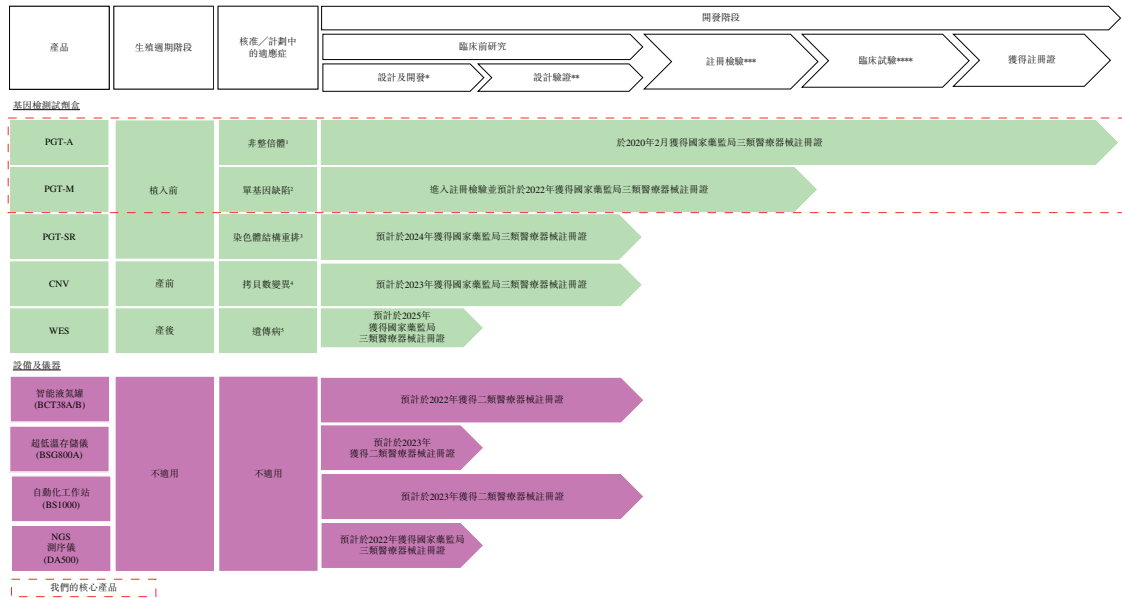 產品
生殖週期階段
核准／計劃中
的適應症
開發階段
臨床前研究
設計及開發*
設計驗證**
註冊檢驗***
臨床試驗****
獲得註冊證
基因檢測試劑盒
PGT-A
植入前
非整倍體¹
於2020年2月獲得國家藥監局三類醫療器械註冊證
PGT-M
單基因缺陷²
進入註冊檢驗並預計於2022年獲得國家藥監局三類醫療器械註冊證
PGT-SR
染色體結構重排³
預計於2024年獲得國家藥監局三類醫療器械註冊證
CNV
產前
拷貝數變異⁴
預計於2023年獲得國家藥監局三類醫療器械註冊證
WES
產後
遺傳病⁵
預計於2025年
獲得國家藥監局
三類醫療器械註冊證
設備及儀器
智能液氮罐
(BCT38A/B)
不適用
不適用
預計於2022年獲得二類醫療器械註冊證
超低溫存儲儀
(BSG800A)
預計於2023年
獲得二類醫療器械註冊證
自動化工作站
(BS1000)
預計於2023年獲得二類醫療器械註冊證
NGS
測序儀
(DA500)
預計於2022年獲得國家藥監局
三類醫療器械註冊證
我們的核心產品